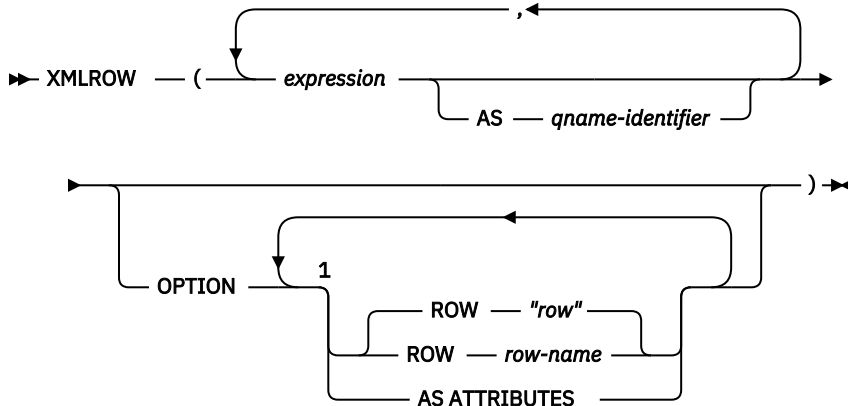 ,
XMLROW ( expression
AS qname-identifier
)
OPTION 1
ROW "row"
ROW row-name
AS ATTRIBUTES